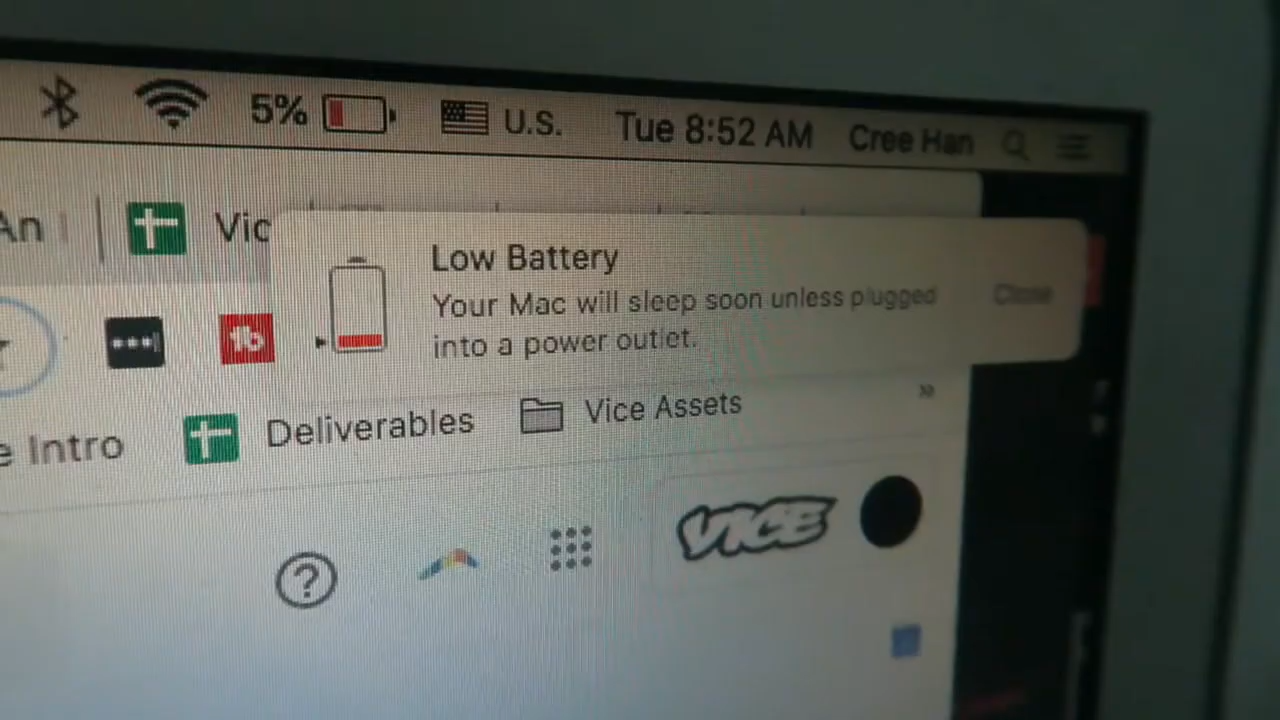 5% U.S. Tue 8:52 AM Cree Han
An Vic
Low Battery
Your Mac will sleep soon unless plugged
into a power outlet.
Close
tb
e Intro Deliverables Vice Assets »
? VICE